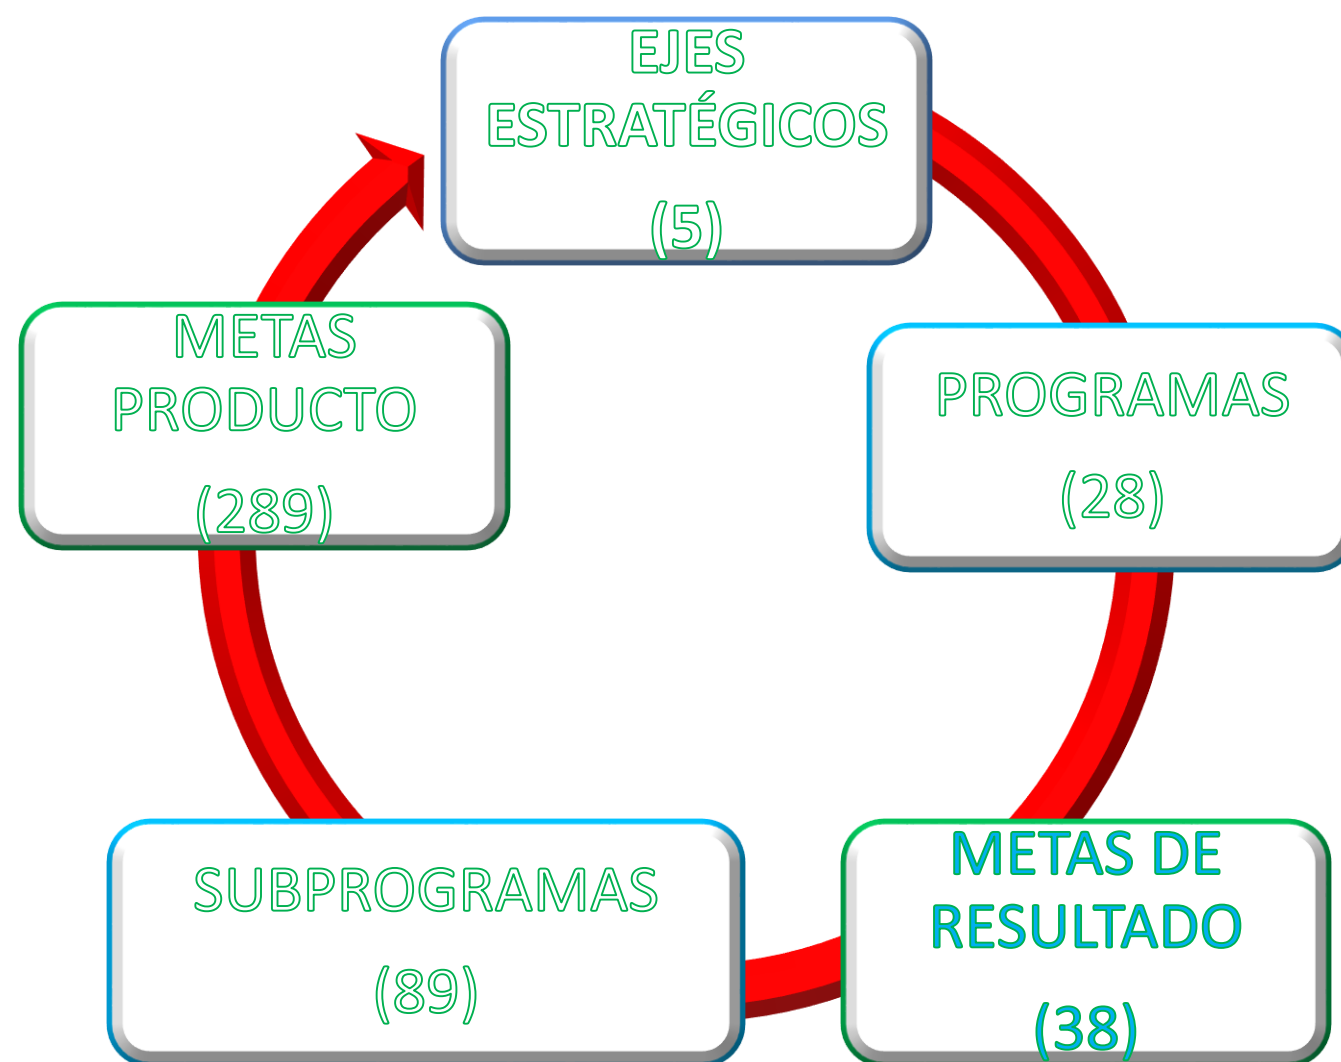 EJES
ESTRATÉGICOS
(5)
PROGRAMAS
(28)
METAS DE
RESULTADO
(38)
SUBPROGRAMAS
(89)
METAS
PRODUCTO
(289)